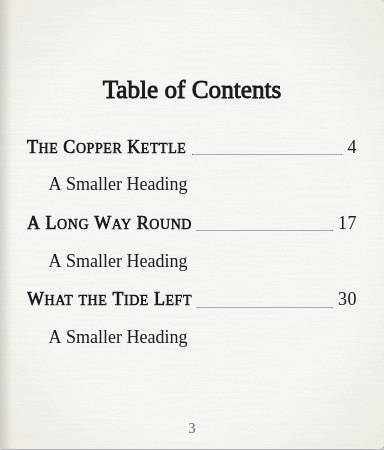 Table of Contents
The Copper Kettle 4
A Smaller Heading
A Long Way Round 17
A Smaller Heading
What the Tide Left 30
A Smaller Heading
3